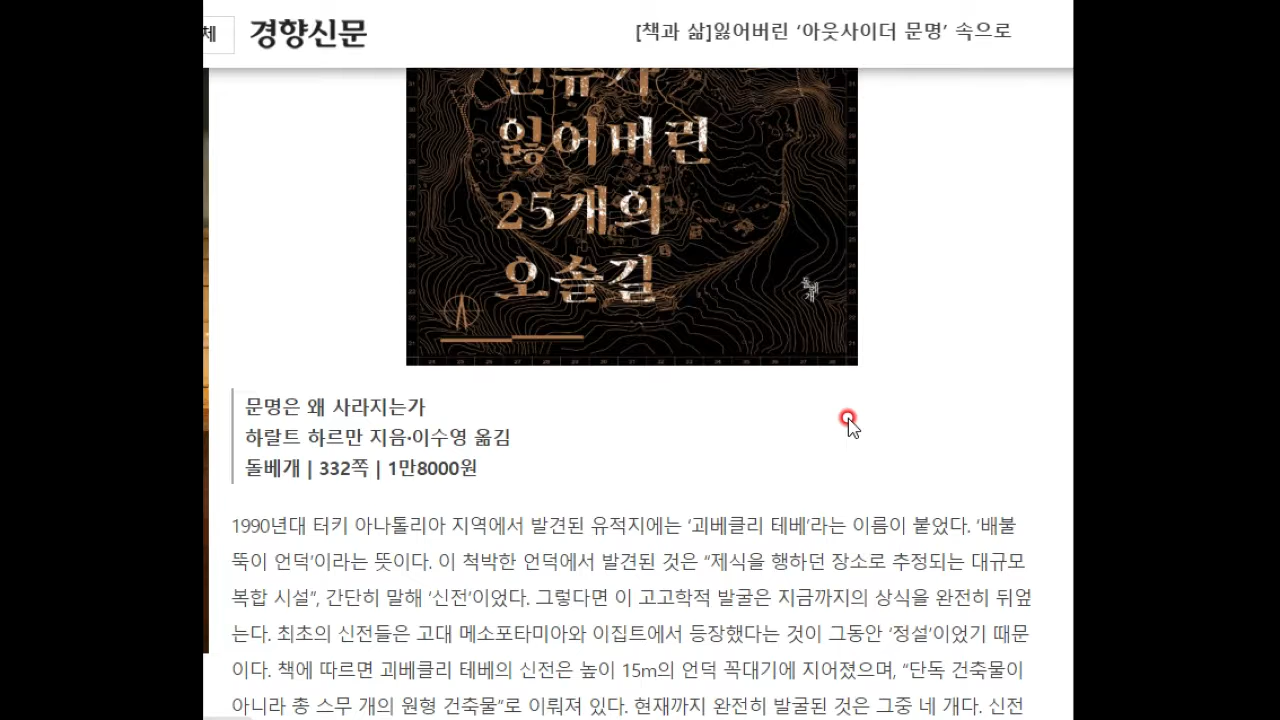 체
경향신문
[책과 삶]잃어버린 ‘아웃사이더 문명’ 속으로
인류가
잃어버린
25개의
오솔길
돌베개
문명은 왜 사라지는가
하랄트 하르만 지음·이수영 옮김
돌베개 | 332쪽 | 1만8000원
1990년대 터키 아나톨리아 지역에서 발견된 유적지에는 ‘괴베클리 테베’라는 이름이 붙었다. ‘배불
뚝이 언덕’이라는 뜻이다. 이 척박한 언덕에서 발견된 것은 “제식을 행하던 장소로 추정되는 대규모
복합 시설”, 간단히 말해 ‘신전’이었다. 그렇다면 이 고고학적 발굴은 지금까지의 상식을 완전히 뒤엎
는다. 최초의 신전들은 고대 메소포타미아와 이집트에서 등장했다는 것이 그동안 ‘정설’이었기 때문
이다. 책에 따르면 괴베클리 테베의 신전은 높이 15m의 언덕 꼭대기에 지어졌으며, “단독 건축물이
아니라 총 스무 개의 원형 건축물”로 이뤄져 있다. 현재까지 완전히 발굴된 것은 그중 네 개다. 신전